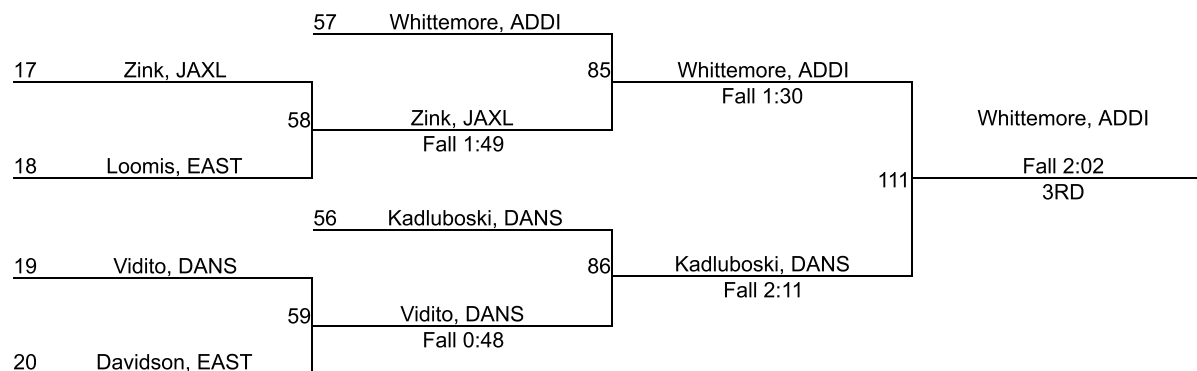 57 Whittemore, ADDI
17 Zink, JAXL
85 Whittemore, ADDI
Fall 1:30
58 Zink, JAXL
Fall 1:49
Whittemore, ADDI
18 Loomis, EAST
Fall 2:02
111
3RD
56 Kadluboski, DANS
19 Vidito, DANS
86 Kadluboski, DANS
Fall 2:11
59 Vidito, DANS
Fall 0:48
20 Davidson, EAST